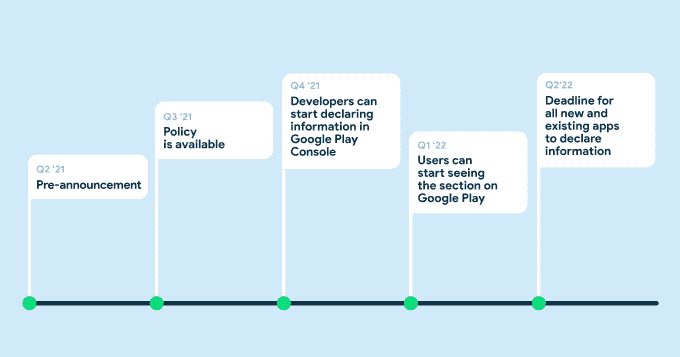 Q2 '21
Pre-announcement
Q3 '21
Policy
is available
Q4 '21
Developers can
start declaring
information in
Google Play
Console
Q1 '22
Users can
start seeing
the section on
Google Play
Q2'22
Deadline for
all new and
existing apps
to declare
information